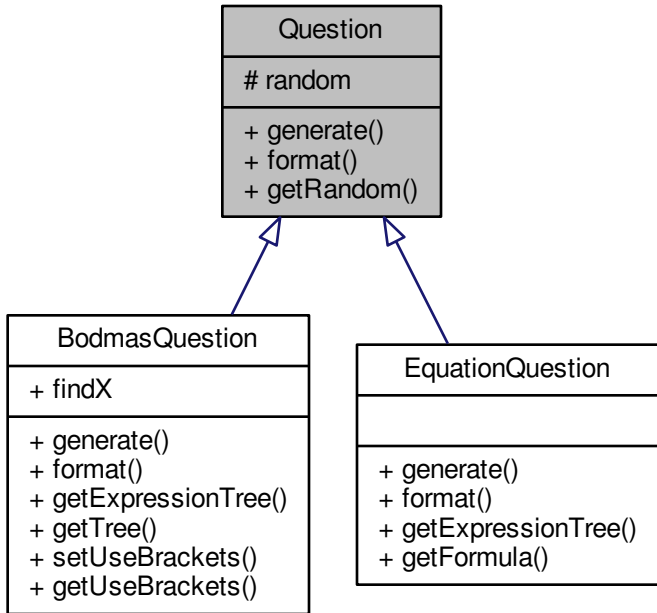 Question
# random
+ generate()
+ format()
+ getRandom()
BodmasQuestion
+ findX
+ generate()
+ format()
+ getExpressionTree()
+ getTree()
+ setUseBrackets()
+ getUseBrackets()
EquationQuestion
+ generate()
+ format()
+ getExpressionTree()
+ getFormula()